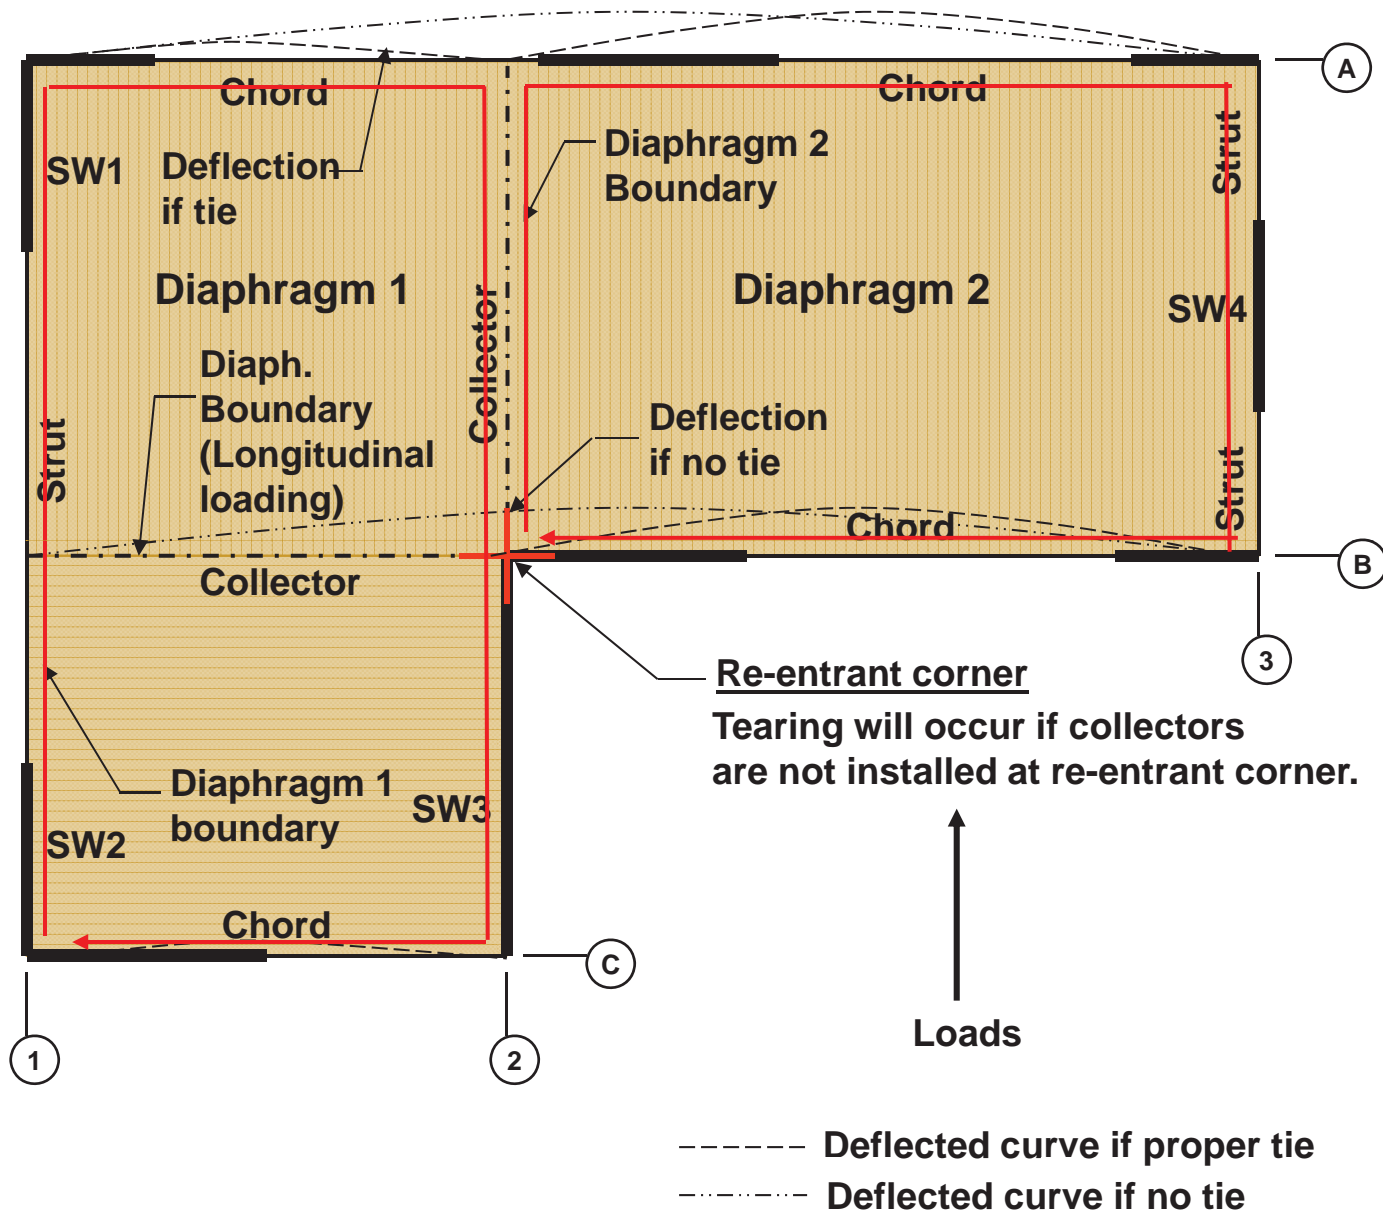 A
Chord
Chord
Strut
SW1
Deflection
if tie
Diaphragm 2
Boundary
Diaphragm 1
Diaphragm 2
SW4
Collector
Diaph.
Boundary
(Longitudinal
loading)
Deflection
if no tie
Strut
Strut
Chord
B
Collector
3
Re-entrant corner
Tearing will occur if collectors
are not installed at re-entrant corner.
Diaphragm 1
boundary
SW3
SW2
Chord
C
Loads
1
2
Deflected curve if proper tie
Deflected curve if no tie